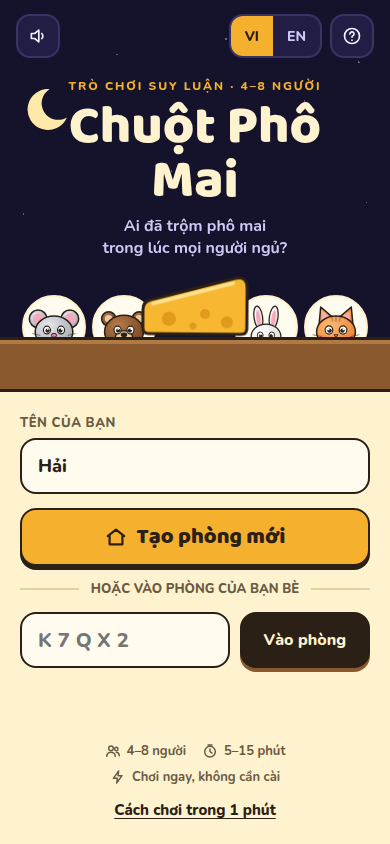 VI
EN
TRÒ CHƠI SUY LUẬN · 4–8 NGƯỜI
Chuột Phô
Mai
Ai đã trộm phô mai
trong lúc mọi người ngủ?
TÊN CỦA BẠN
Hải
Tạo phòng mới
HOẶC VÀO PHÒNG CỦA BẠN BÈ
K7QX2
Vào phòng
4–8 người
5–15 phút
Chơi ngay, không cần cài
Cách chơi trong 1 phút